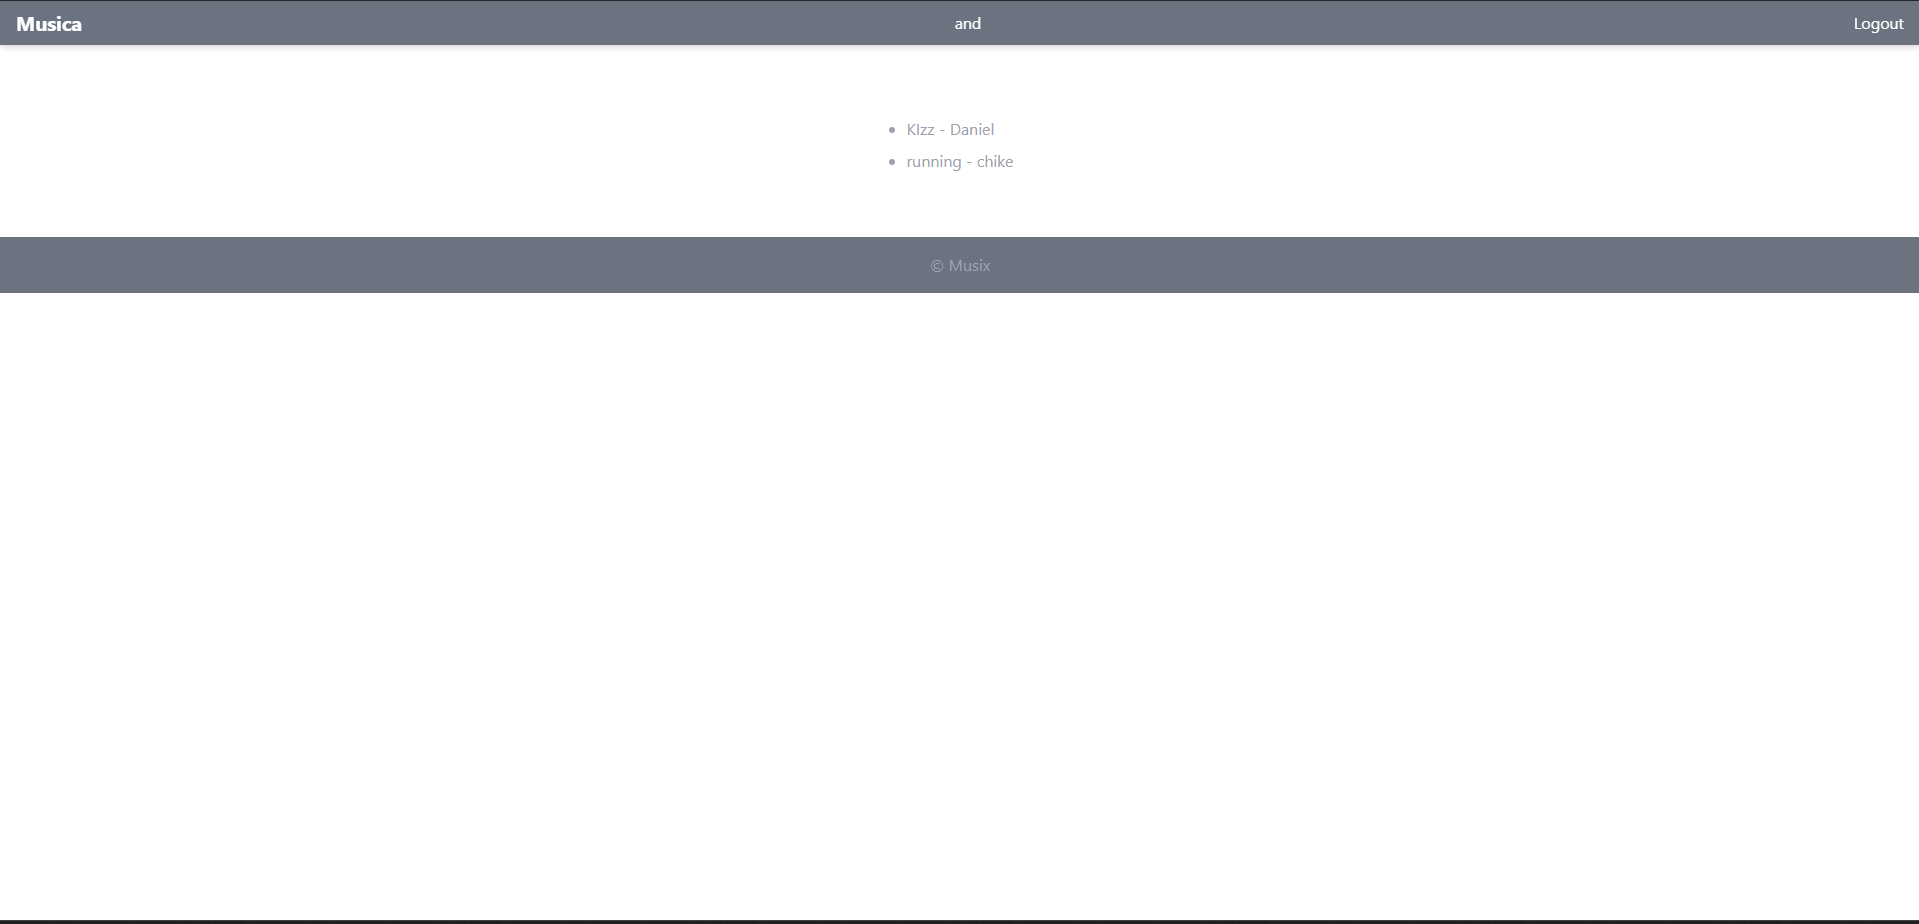 Musica and Logout
KIzz - Daniel
running - chike
© Musix